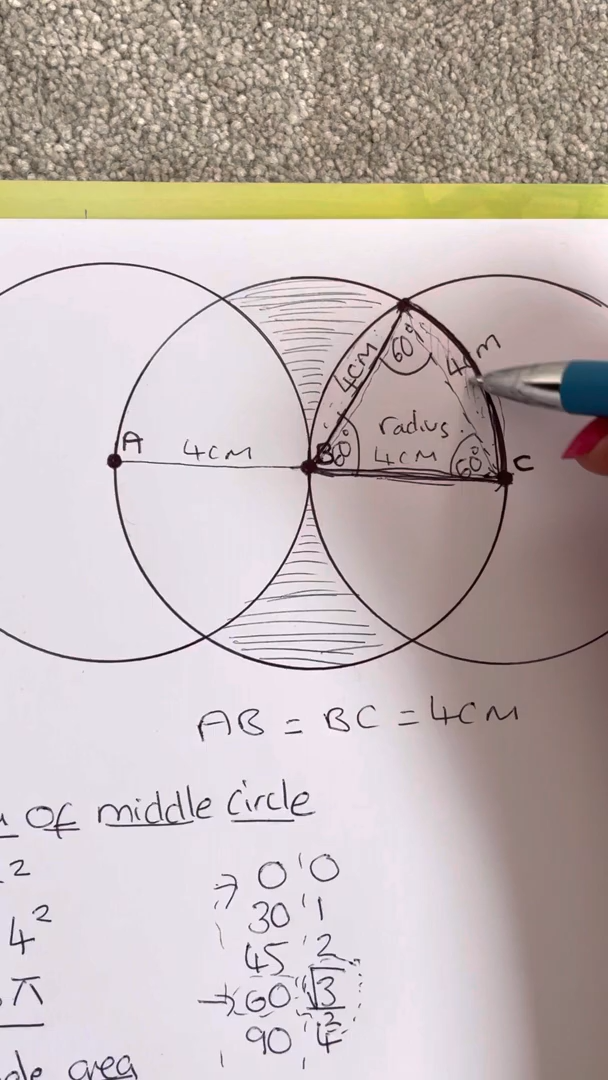 4CM
60°
4CM
A
4CM
radius
B
60°
4CM
60°
C
AB = BC = 4CM
of middle circle
2
4²
π
0 0
30 1
45 2
→ 60 √3
2
90 4
area